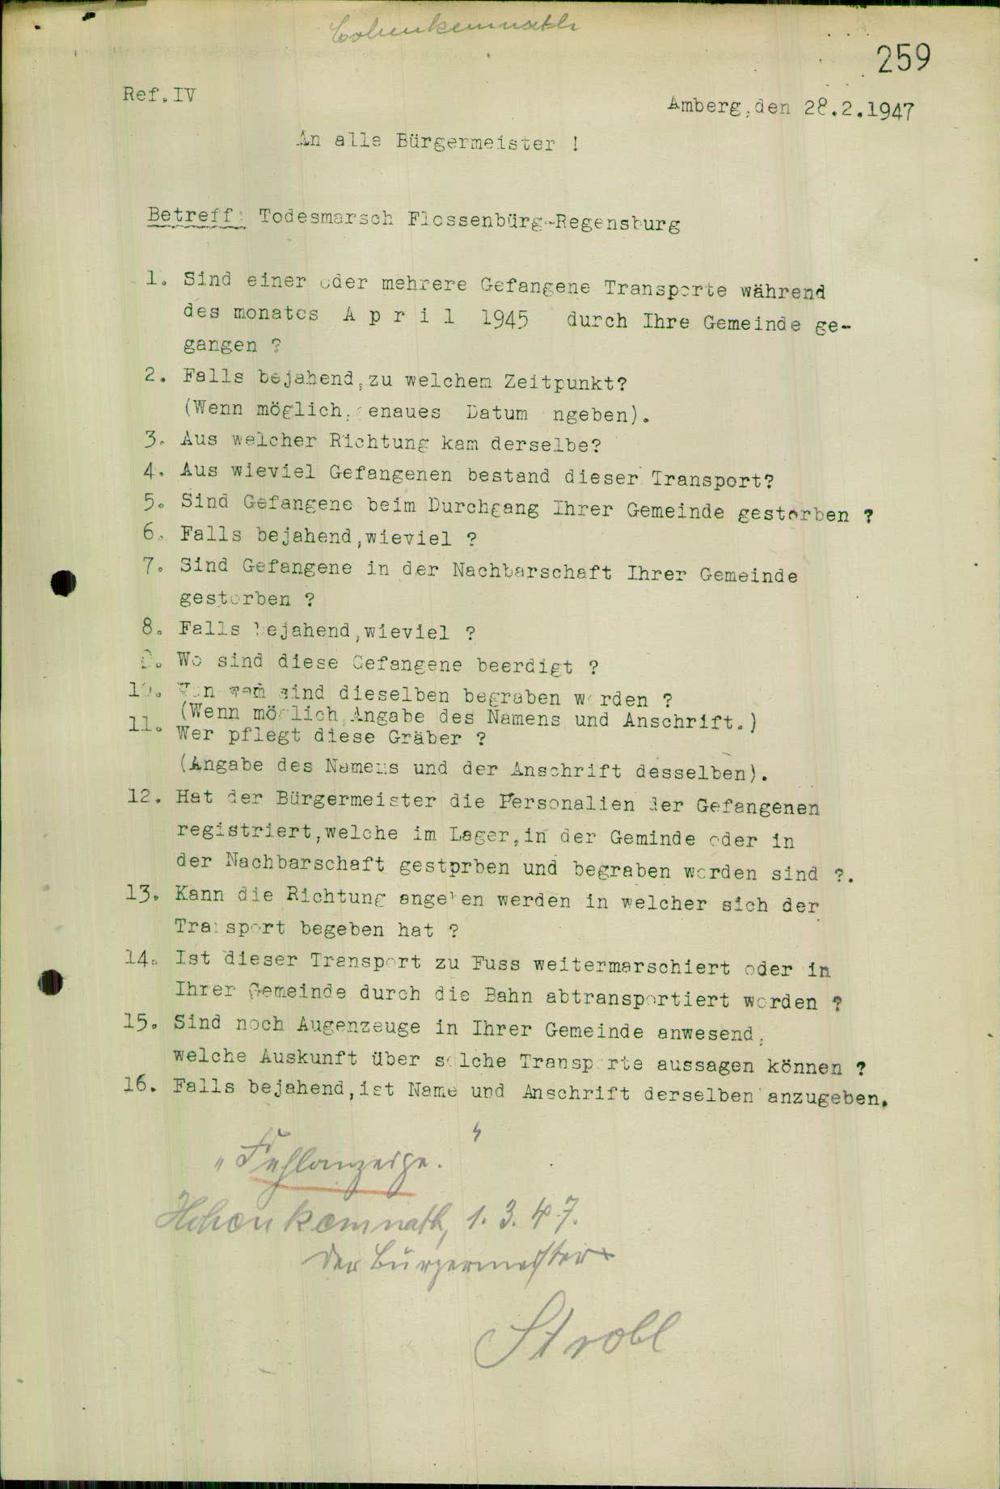 259
Ref.IV
Amberg,den 28.2.1947
An alle Bürgermeister !
Betreff: Todesmarsch Flossenbürg-Regensburg
1. Sind einer oder mehrere Gefangene Transporte während
des monates A p r i l 1945 durch Ihre Gemeinde ge-
gangen ?
2. Falls bejahend,zu welchem Zeitpunkt?
(Wenn möglich, enaues Datum ngeben).
3. Aus welcher Richtung kam derselbe?
4. Aus wieviel Gefangenen bestand dieser Transport?
5. Sind Gefangene beim Durchgang Ihrer Gemeinde gestorben ?
6. Falls bejahend,wieviel ?
7. Sind Gefangene in der Nachbarschaft Ihrer Gemeinde
gestorben ?
8. Falls bejahend,wieviel ?
9. Wo sind diese Gefangene beerdigt ?
10. Von wem sind dieselben begraben worden ?
(Wenn möglich,Angabe des Namens und Anschrift.)
11. Wer pflegt diese Gräber ?
(Angabe des Namens und der Anschrift desselben).
12. Hat der Bürgermeister die Personalien der Gefangenen
registriert,welche im Lager,in der Geminde oder in
der Nachbarschaft gestprben und begraben worden sind ?.
13. Kann die Richtung angeben werden in welcher sich der
Transport begeben hat ?
14. Ist dieser Transport zu Fuss weitermarschiert oder in
Ihrer Gemeinde durch die Bahn abtransportiert worden ?
15. Sind noch Augenzeuge in Ihrer Gemeinde anwesend,
welche Auskunft über solche Transporte aussagen können ?
16. Falls bejahend,ist Name und Anschrift derselben anzugeben.
"Fehlanzeige."
Hohenkemnath, 1.3.47.
Der Bürgermeister
Strobl